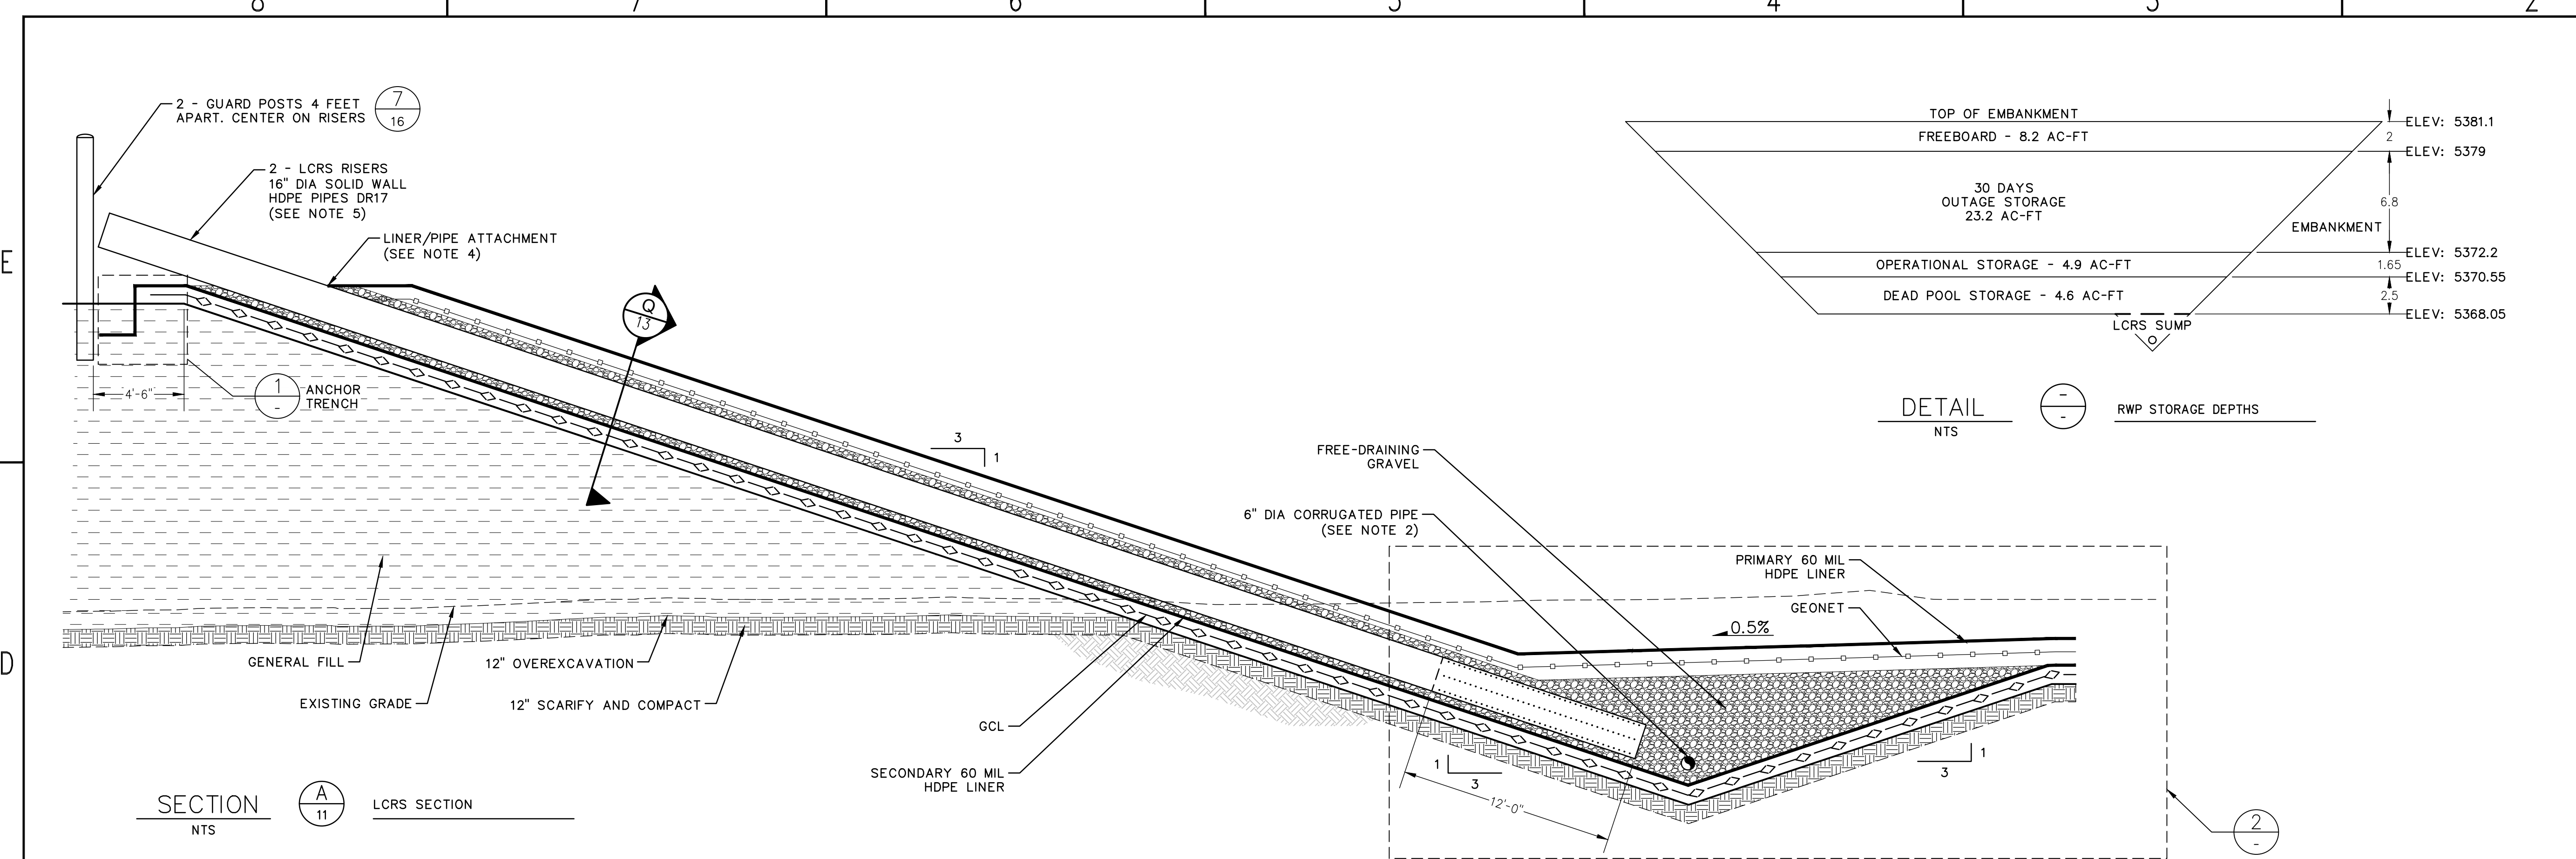 8 7 6 5 4 3 2
2 - GUARD POSTS 4 FEET
APART. CENTER ON RISERS
7
16
2 - LCRS RISERS
16" DIA SOLID WALL
HDPE PIPES DR17
(SEE NOTE 5)
LINER/PIPE ATTACHMENT
(SEE NOTE 4)
E
Q
13
4'-6"
1
-
ANCHOR
TRENCH
3
1
TOP OF EMBANKMENT
FREEBOARD - 8.2 AC-FT
30 DAYS
OUTAGE STORAGE
23.2 AC-FT
EMBANKMENT
OPERATIONAL STORAGE - 4.9 AC-FT
DEAD POOL STORAGE - 4.6 AC-FT
LCRS SUMP
ELEV: 5381.1
2
ELEV: 5379
6.8
ELEV: 5372.2
1.65
ELEV: 5370.55
2.5
ELEV: 5368.05
DETAIL
NTS
-
-
RWP STORAGE DEPTHS
FREE-DRAINING
GRAVEL
6" DIA CORRUGATED PIPE
(SEE NOTE 2)
PRIMARY 60 MIL
HDPE LINER
GEONET
0.5%
D
GENERAL FILL
EXISTING GRADE
12" OVEREXCAVATION
12" SCARIFY AND COMPACT
GCL
SECONDARY 60 MIL
HDPE LINER
1
3
12'-0"
1
3
2
-
SECTION
NTS
A
11
LCRS SECTION